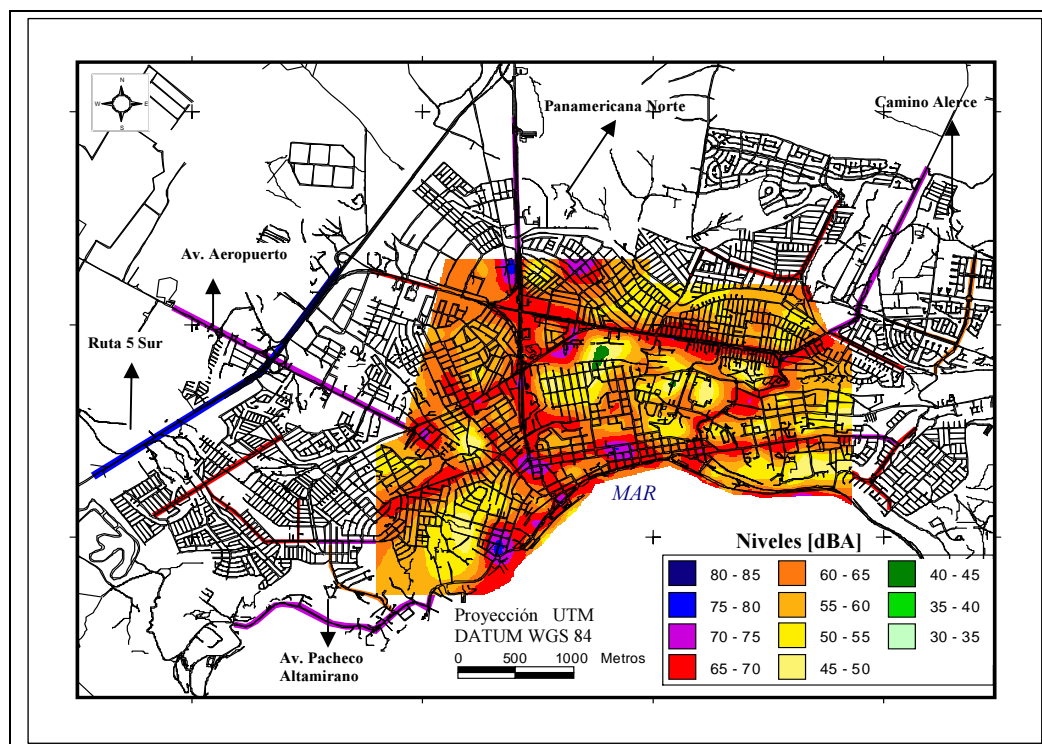 N
W E
S
Panamericana Norte
Camino Alerce
Av. Aeropuerto
Ruta 5 Sur
MAR
Av. Pacheco
Altamirano
Proyección UTM
DATUM WGS 84
0 500 1000 Metros
Niveles [dBA]
80 - 85 60 - 65 40 - 45
75 - 80 55 - 60 35 - 40
70 - 75 50 - 55 30 - 35
65 - 70 45 - 50